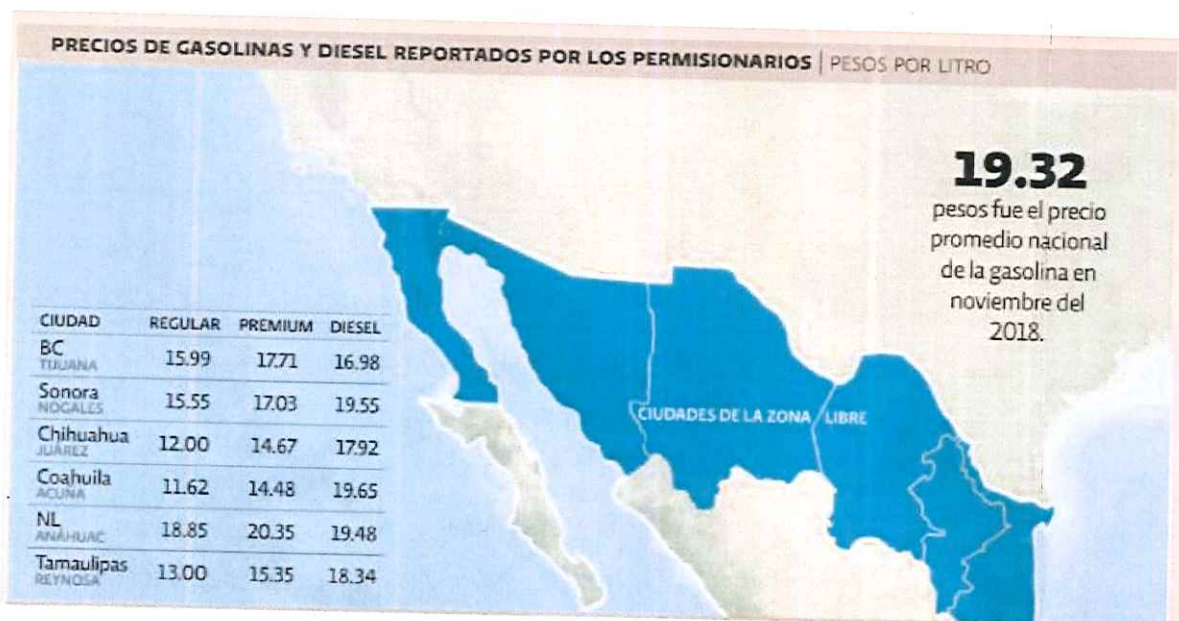 PRECIOS DE GASOLINAS Y DIESEL REPORTADOS POR LOS PERMISIONARIOS | PESOS POR LITRO
19.32
pesos fue el precio
promedio nacional
de la gasolina en
noviembre del
2018.
CIUDAD REGULAR PREMIUM DIESEL
BC
TIJUANA
15.99 17.71 16.98
Sonora
NOGALES
15.55 17.03 19.55
Chihuahua
JUÁREZ
12.00 14.67 17.92
Coahuila
ACUÑA
11.62 14.48 19.65
NL
ANÁHUAC
18.85 20.35 19.48
Tamaulipas
REYNOSA
13.00 15.35 18.34
CIUDADES DE LA ZONA LIBRE